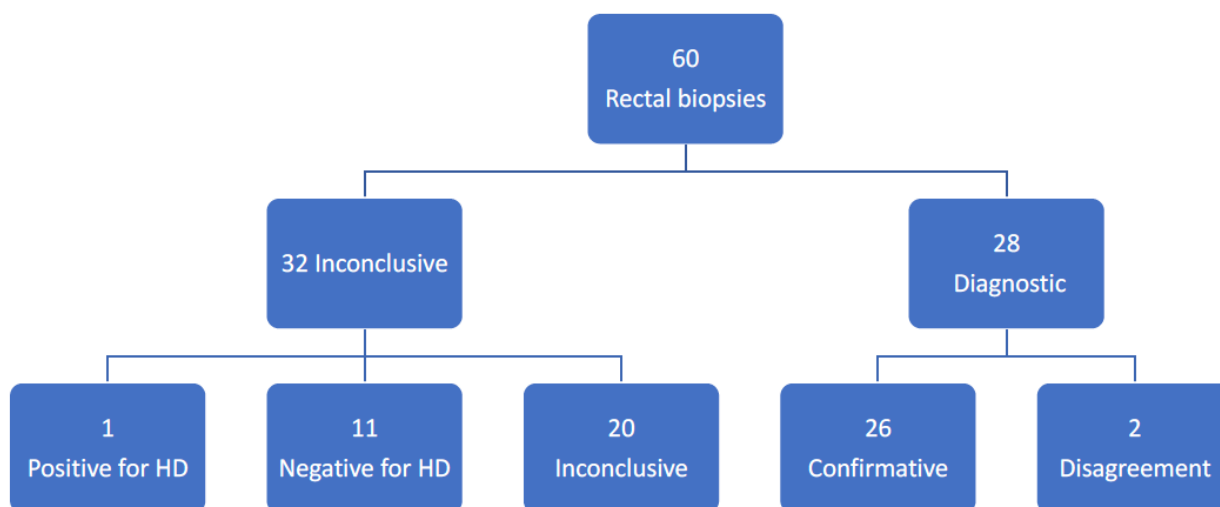 60
Rectal biopsies
32 Inconclusive
28
Diagnostic
1
Positive for HD
11
Negative for HD
20
Inconclusive
26
Confirmative
2
Disagreement